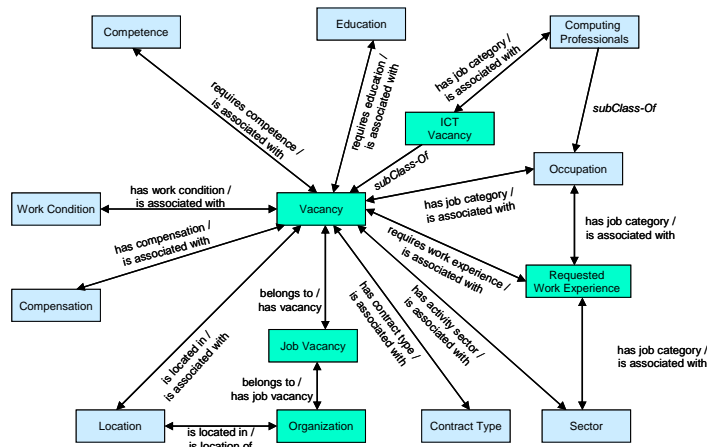 Competence
Education
Computing
Professionals
has job category /
is associated with
requires competence /
is associated with
requires education /
is associated with
ICT
Vacancy
subClass-Of
subClass-Of
Occupation
has job category /
is associated with
Work Condition
has work condition /
is associated with
Vacancy
has job category /
is associated with
has compensation /
is associated with
requires work experience /
is associated with
Requested
Work Experience
Compensation
belongs to /
has vacancy
has contract type /
is associated with
has activity sector /
is associated with
is located in /
is associated with
Job Vacancy
has job category /
is associated with
belongs to /
has job vacancy
Location
Organization
Contract Type
Sector
is located in /
is location of